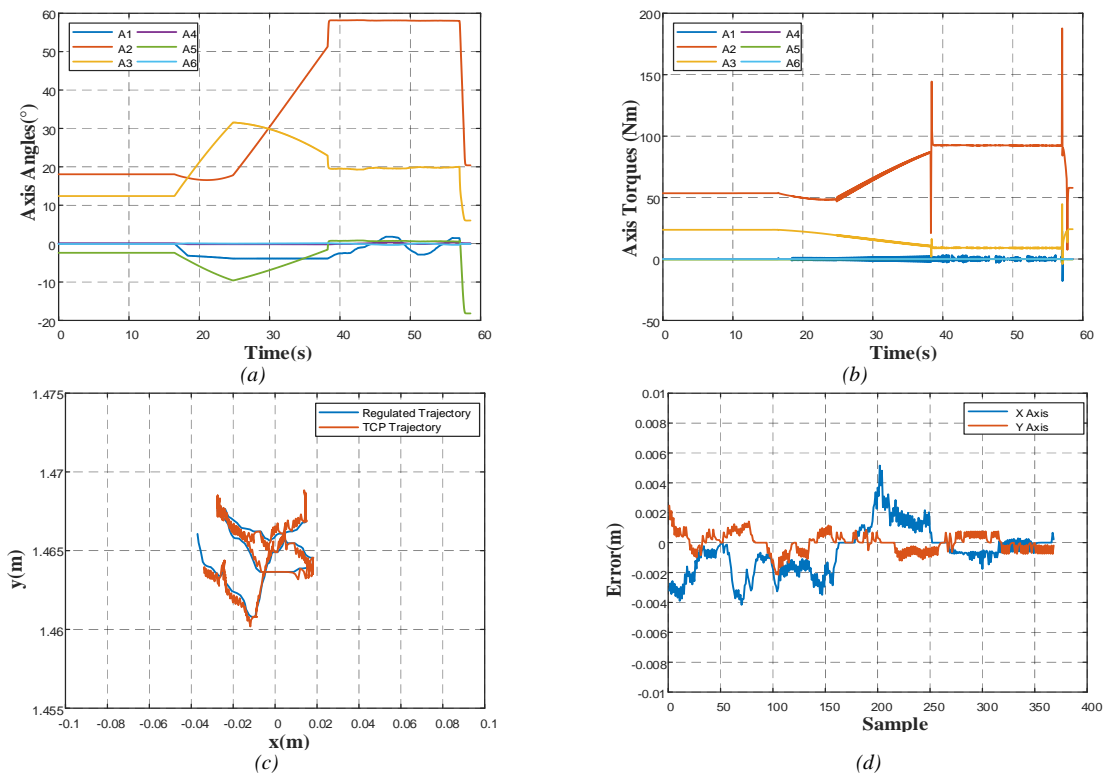 60
50
40
30
20
10
0
-10
-20
Axis Angles(°)
A1 A4
A2 A5
A3 A6
0 10 20 30 40 50 60
Time(s)
(a)
200
150
100
50
0
-50
Axis Torques (Nm)
A1 A4
A2 A5
A3 A6
0 10 20 30 40 50 60
Time(s)
(b)
1.475
1.47
1.465
1.46
1.455
y(m)
Regulated Trajectory
TCP Trajectory
-0.1 -0.08 -0.06 -0.04 -0.02 0 0.02 0.04 0.06 0.08 0.1
x(m)
(c)
0.01
0.008
0.006
0.004
0.002
0
-0.002
-0.004
-0.006
-0.008
-0.01
Error(m)
X Axis
Y Axis
0 50 100 150 200 250 300 350 400
Sample
(d)